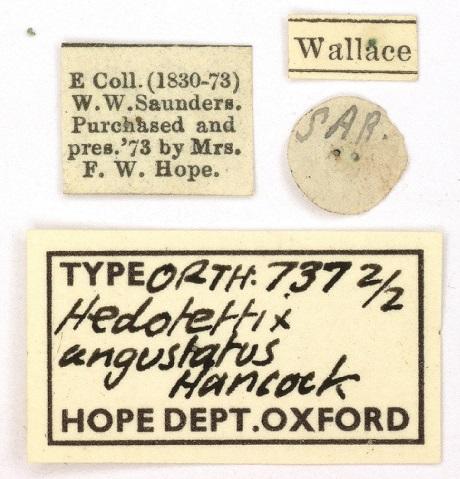 Wallace
E Coll. (1830-73)
W.W.Saunders.
Purchased and
pres.'73 by Mrs.
F. W. Hope.
SAR.
TYPE ORTH: 737 2/2
Hedotettix
angustatus
Hancock
HOPE DEPT.OXFORD